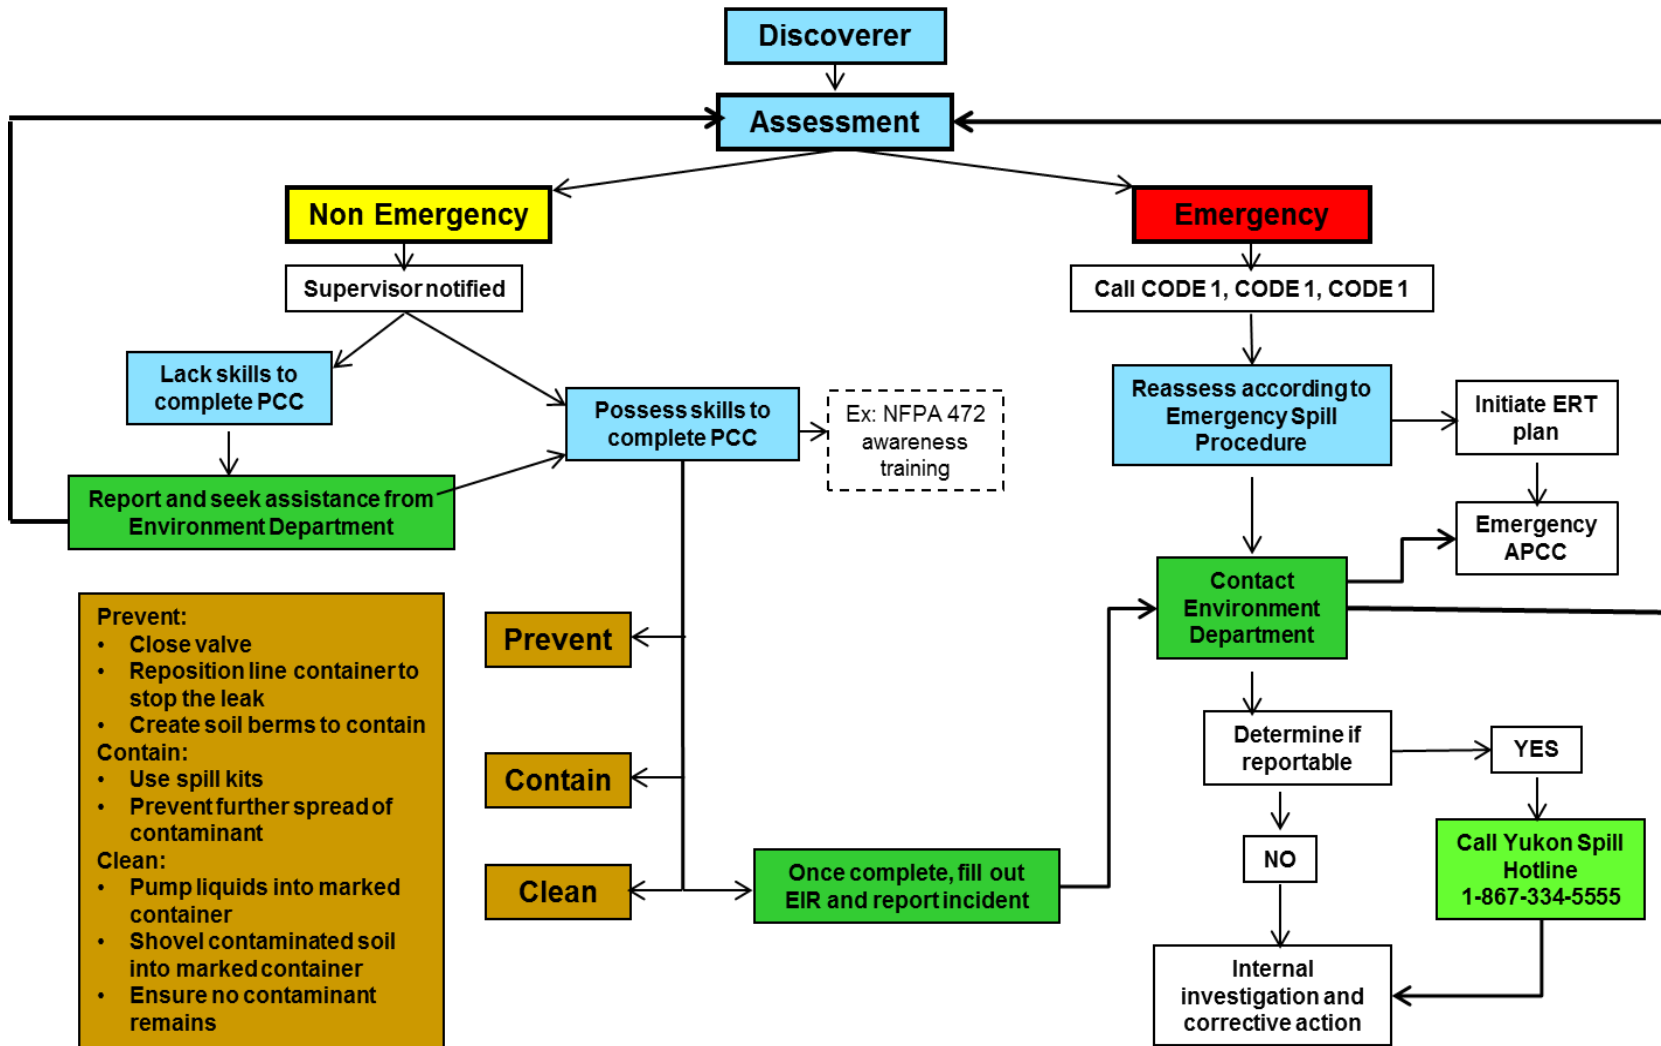 Discoverer
Assessment
Non Emergency
Emergency
Supervisor notified
Call CODE 1, CODE 1, CODE 1
Lack skills to
complete PCC
Possess skills to
complete PCC
Ex: NFPA 472
awareness
training
Reassess according to
Emergency Spill
Procedure
Initiate ERT
plan
Report and seek assistance from
Environment Department
Emergency
APCC
Contact
Environment
Department
Prevent:
• Close valve
• Reposition line container to
stop the leak
• Create soil berms to contain
Contain:
• Use spill kits
• Prevent further spread of
contaminant
Clean:
• Pump liquids into marked
container
• Shovel contaminated soil
into marked container
• Ensure no contaminant
remains
Prevent
Contain
Clean
Once complete, fill out
EIR and report incident
Determine if
reportable
YES
NO
Call Yukon Spill
Hotline
1-867-334-5555
Internal
investigation and
corrective action